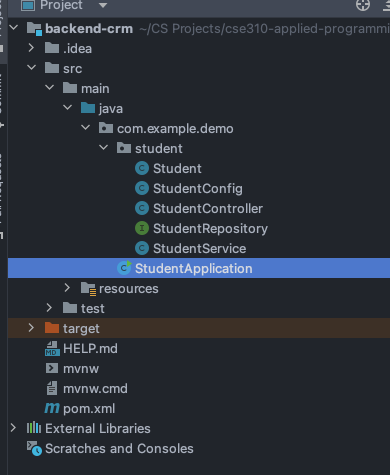 Project
backend-crm ~/CS Projects/cse310-applied-programmi
.idea
src
main
java
com.example.demo
student
C Student
C StudentConfig
C StudentController
I StudentRepository
C StudentService
C StudentApplication
resources
test
target
MD HELP.md
mvnw
mvnw.cmd
m pom.xml
External Libraries
Scratches and Consoles